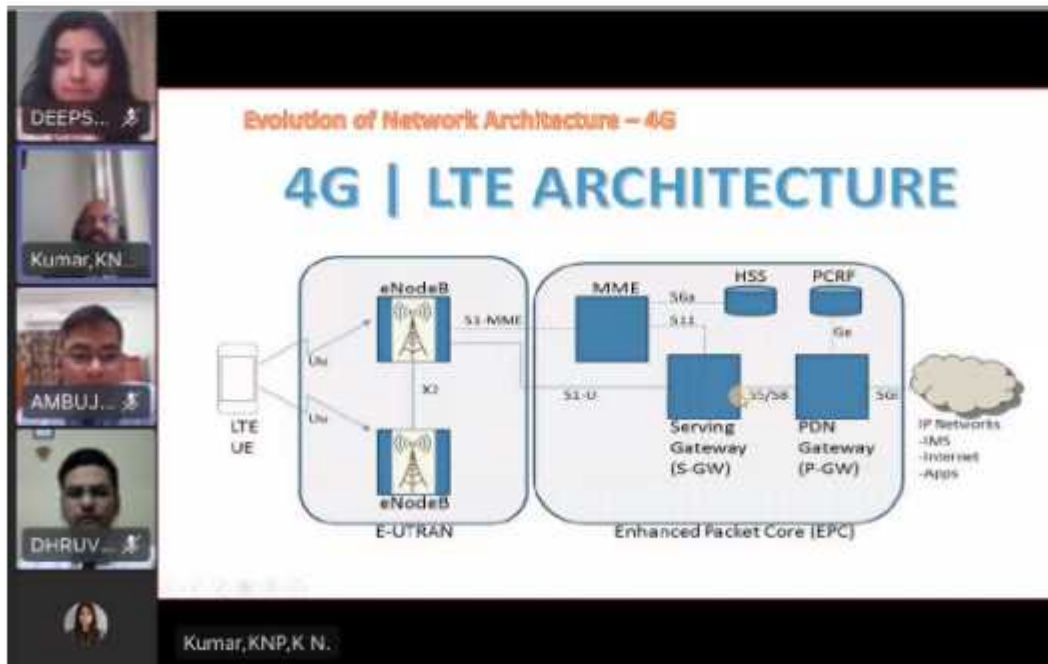 DEEPS...
Kumar,KN...
AMBUJ...
DHRUV...
Evolution of Network Architecture – 4G
4G | LTE ARCHITECTURE
eNodeB
MME
HSS
PCRF
S6a
S1-MME
S11
Gx
Uu
X2
Uu
S1-U
S5/S8
SGi
LTE
UE
Serving
Gateway
(S-GW)
PDN
Gateway
(P-GW)
IP Networks
-IMS
-Internet
-Apps
eNodeB
E-UTRAN
Enhanced Packet Core (EPC)
Kumar,KNP,K N.